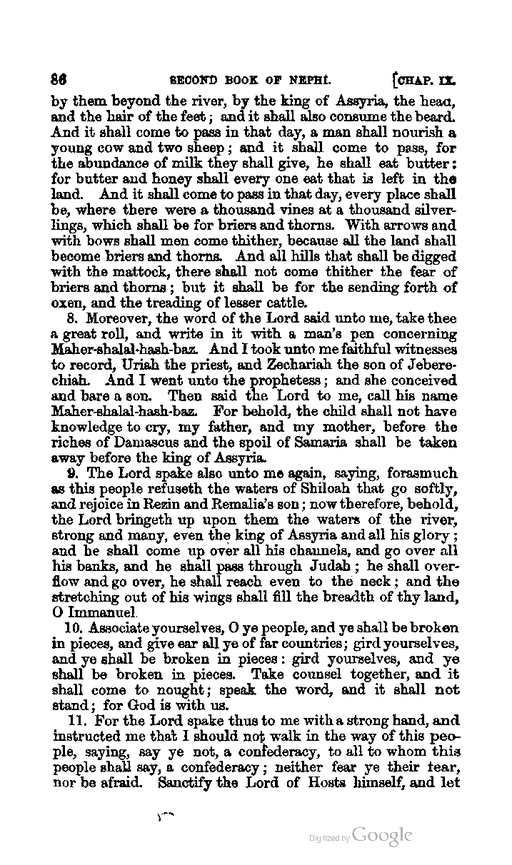 86 SECOND BOOK OF NEPHI. [CHAP. IX.
by them beyond the river, by the king of Assyria, the head,
and the hair of the feet; and it shall also consume the beard.
And it shall come to pass in that day, a man shall nourish a
young cow and two sheep; and it shall come to pass, for
the abundance of milk they shall give, he shall eat butter:
for butter and honey shall every one eat that is left in the
land. And it shall come to pass in that day, every place shall
be, where there were a thousand vines at a thousand silver-
lings, which shall be for briers and thorns. With arrows and
with bows shall men come thither, because all the land shall
become briers and thorns. And all hills that shall be digged
with the mattock, there shall not come thither the fear of
briers and thorns; but it shall be for the sending forth of
oxen, and the treading of lesser cattle.
8. Moreover, the word of the Lord said unto me, take thee
a great roll, and write in it with a man's pen concerning
Maher-shalal-hash-baz. And I took unto me faithful witnesses
to record, Uriah the priest, and Zechariah the son of Jebere-
chiah. And I went unto the prophetess; and she conceived
and bare a son. Then said the Lord to me, call his name
Maher-shalal-hash-baz. For behold, the child shall not have
knowledge to cry, my father, and my mother, before the
riches of Damascus and the spoil of Samaria shall be taken
away before the king of Assyria.
9. The Lord spake also unto me again, saying, forasmuch
as this people refuseth the waters of Shiloah that go softly,
and rejoice in Rezin and Remalia's son; now therefore, behold,
the Lord bringeth up upon them the waters of the river,
strong and many, even the king of Assyria and all his glory;
and he shall come up over all his channels, and go over all
his banks, and he shall pass through Judah; he shall over-
flow and go over, he shall reach even to the neck; and the
stretching out of his wings shall fill the breadth of thy land,
O Immanuel.
10. Associate yourselves, O ye people, and ye shall be broken
in pieces, and give ear all ye of far countries; gird yourselves,
and ye shall be broken in pieces: gird yourselves, and ye
shall be broken in pieces. Take counsel together, and it
shall come to nought; speak the word, and it shall not
stand; for God is with us.
11. For the Lord spake thus to me with a strong hand, and
instructed me that I should not walk in the way of this peo-
ple, saying, say ye not, a confederacy, to all to whom this
people shall say, a confederacy; neither fear ye their fear,
nor be afraid. Sanctify the Lord of Hosts himself, and let
Digitized by Google